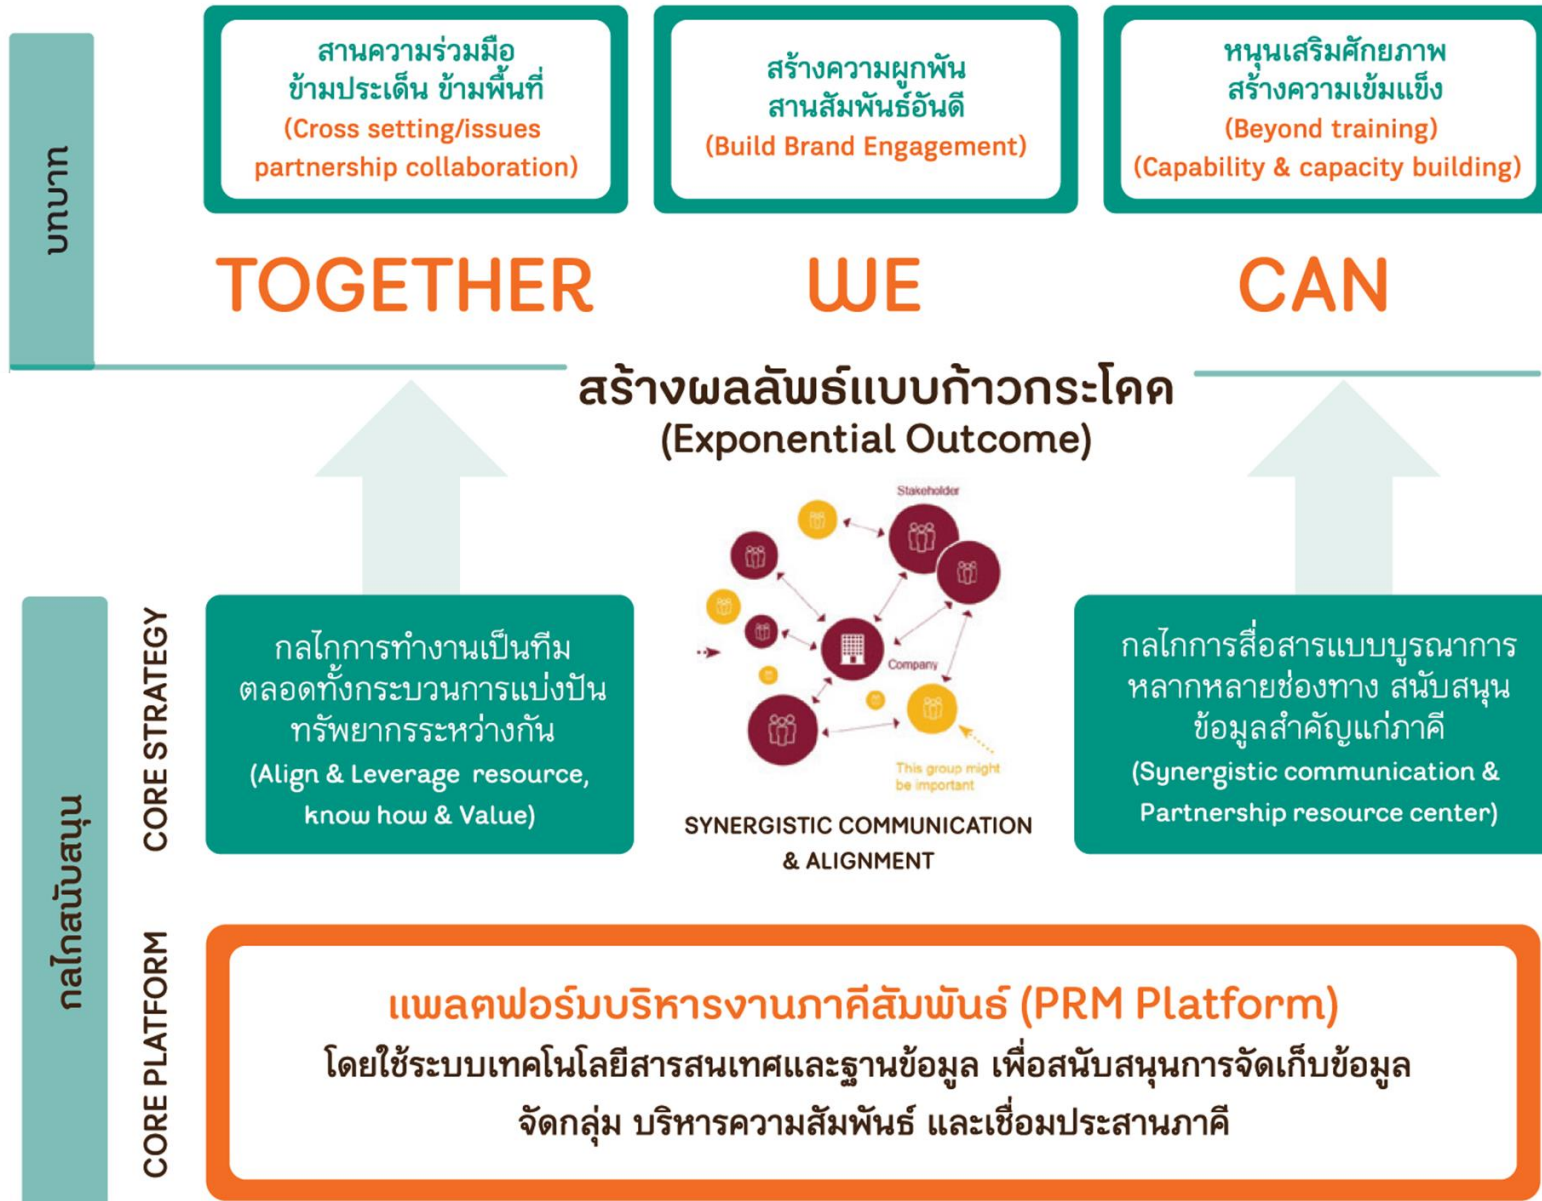 บทบาท
สานความร่วมมือ
ข้ามประเด็น ข้ามพื้นที่
(Cross setting/issues
partnership collaboration)
สร้างความผูกพัน
สานสัมพันธ์อันดี
(Build Brand Engagement)
หนุนเสริมศักยภาพ
สร้างความเข้มแข็ง
(Beyond training)
(Capability & capacity building)
TOGETHER
WE
CAN
สร้างผลลัพธ์แบบก้าวกระโดด
(Exponential Outcome)
กลไกสนับสนุน
CORE STRATEGY
กลไกการทำงานเป็นทีม
ตลอดทั้งกระบวนการแบ่งปัน
ทรัพยากรระหว่างกัน
(Align & Leverage resource,
know how & Value)
Stakeholder
Company
This group might
be important
SYNERGISTIC COMMUNICATION
& ALIGNMENT
กลไกการสื่อสารแบบบูรณาการ
หลากหลายช่องทาง สนับสนุน
ข้อมูลสำคัญแก่ภาคี
(Synergistic communication &
Partnership resource center)
CORE PLATFORM
แพลตฟอร์มบริหารงานภาคีสัมพันธ์ (PRM Platform)
โดยใช้ระบบเทคโนโลยีสารสนเทศและฐานข้อมูล เพื่อสนับสนุนการจัดเก็บข้อมูล
จัดกลุ่ม บริหารความสัมพันธ์ และเชื่อมประสานภาคี